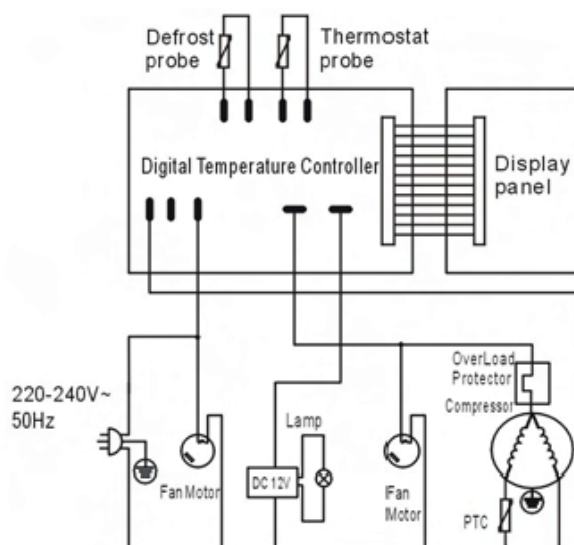 Defrost
probe
Thermostat
probe
Digital Temperature Controller
Display
panel
220-240V~
50Hz
OverLoad
Protector
Compressor
Lamp
Fan Motor
DC 12V
Fan
Motor
PTC